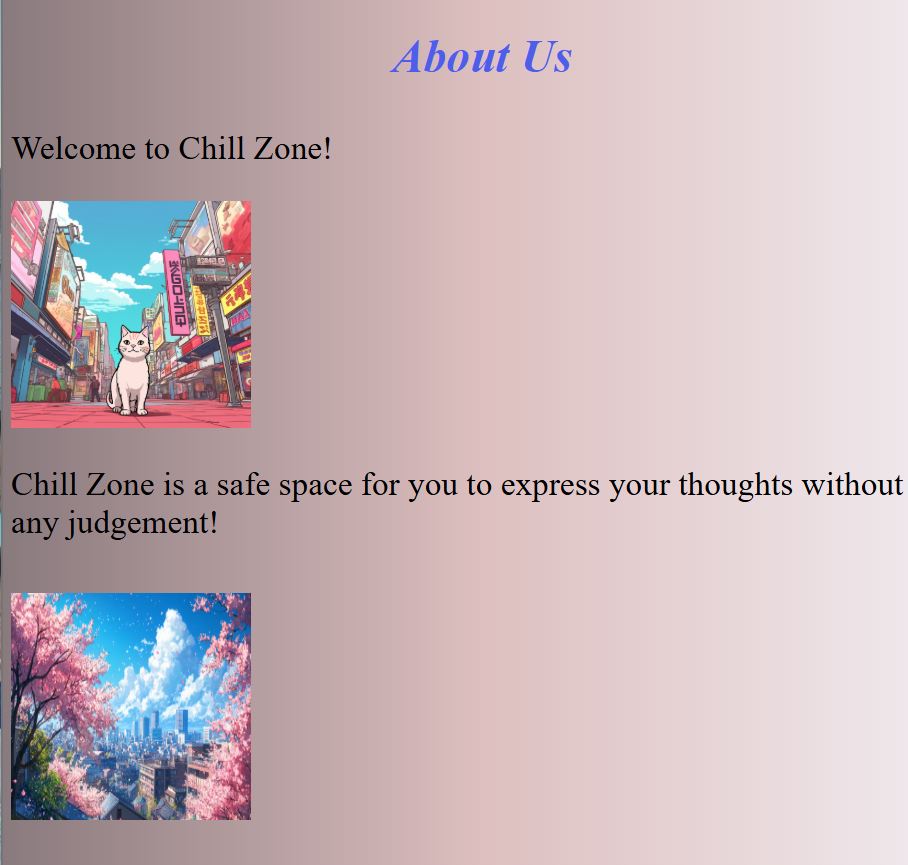 About Us
Welcome to Chill Zone!
Chill Zone is a safe space for you to express your thoughts without
any judgement!